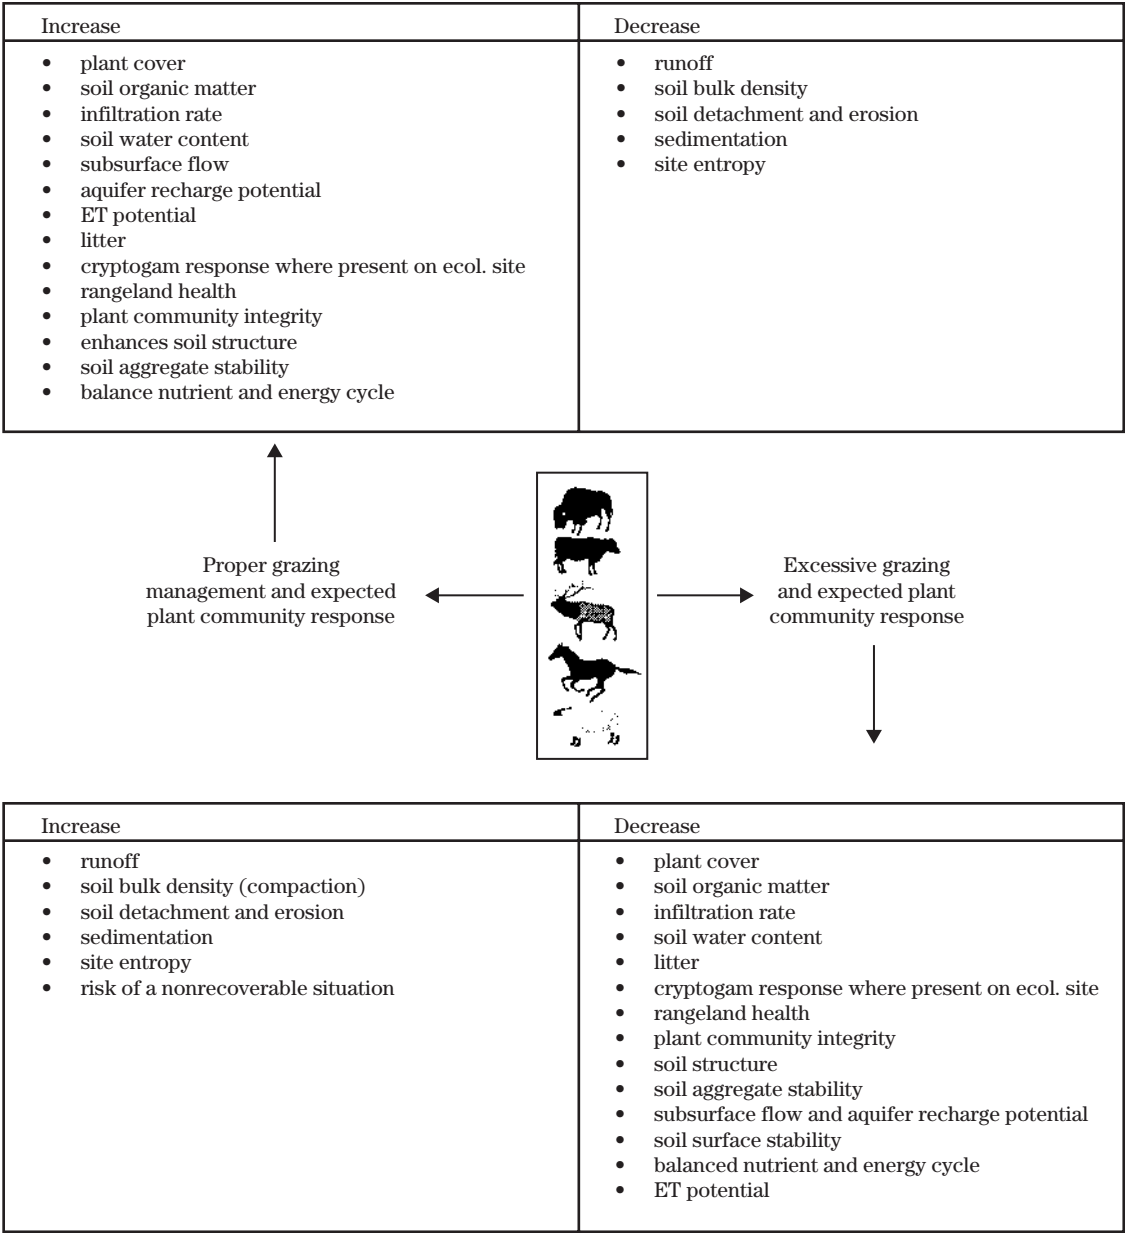 Increase
Decrease
• plant cover
• soil organic matter
• infiltration rate
• soil water content
• subsurface flow
• aquifer recharge potential
• ET potential
• litter
• cryptogam response where present on ecol. site
• rangeland health
• plant community integrity
• enhances soil structure
• soil aggregate stability
• balance nutrient and energy cycle
• runoff
• soil bulk density
• soil detachment and erosion
• sedimentation
• site entropy
Proper grazing
management and expected
plant community response
Excessive grazing
and expected plant
community response
Increase
Decrease
• runoff
• soil bulk density (compaction)
• soil detachment and erosion
• sedimentation
• site entropy
• risk of a nonrecoverable situation
• plant cover
• soil organic matter
• infiltration rate
• soil water content
• litter
• cryptogam response where present on ecol. site
• rangeland health
• plant community integrity
• soil structure
• soil aggregate stability
• subsurface flow and aquifer recharge potential
• soil surface stability
• balanced nutrient and energy cycle
• ET potential